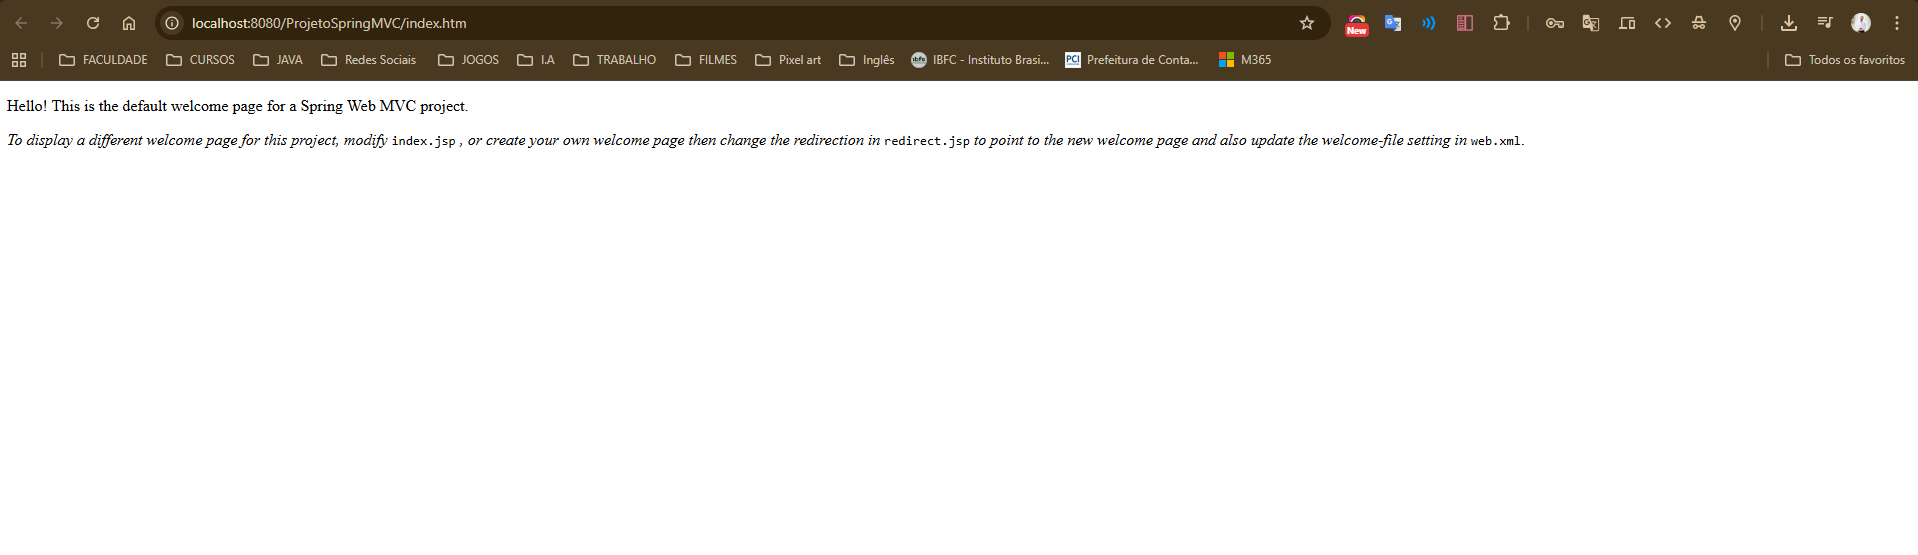 localhost:8080/ProjetoSpringMVC/index.htm
New
FACULDADE CURSOS JAVA Redes Sociais JOGOS I.A TRABALHO FILMES Pixel art Inglês IBFC - Instituto Brasi... PCI Prefeitura de Conta... M365 Todos os favoritos
Hello! This is the default welcome page for a Spring Web MVC project.
To display a different welcome page for this project, modify index.jsp , or create your own welcome page then change the redirection in redirect.jsp to point to the new welcome page and also update the welcome-file setting in web.xml.